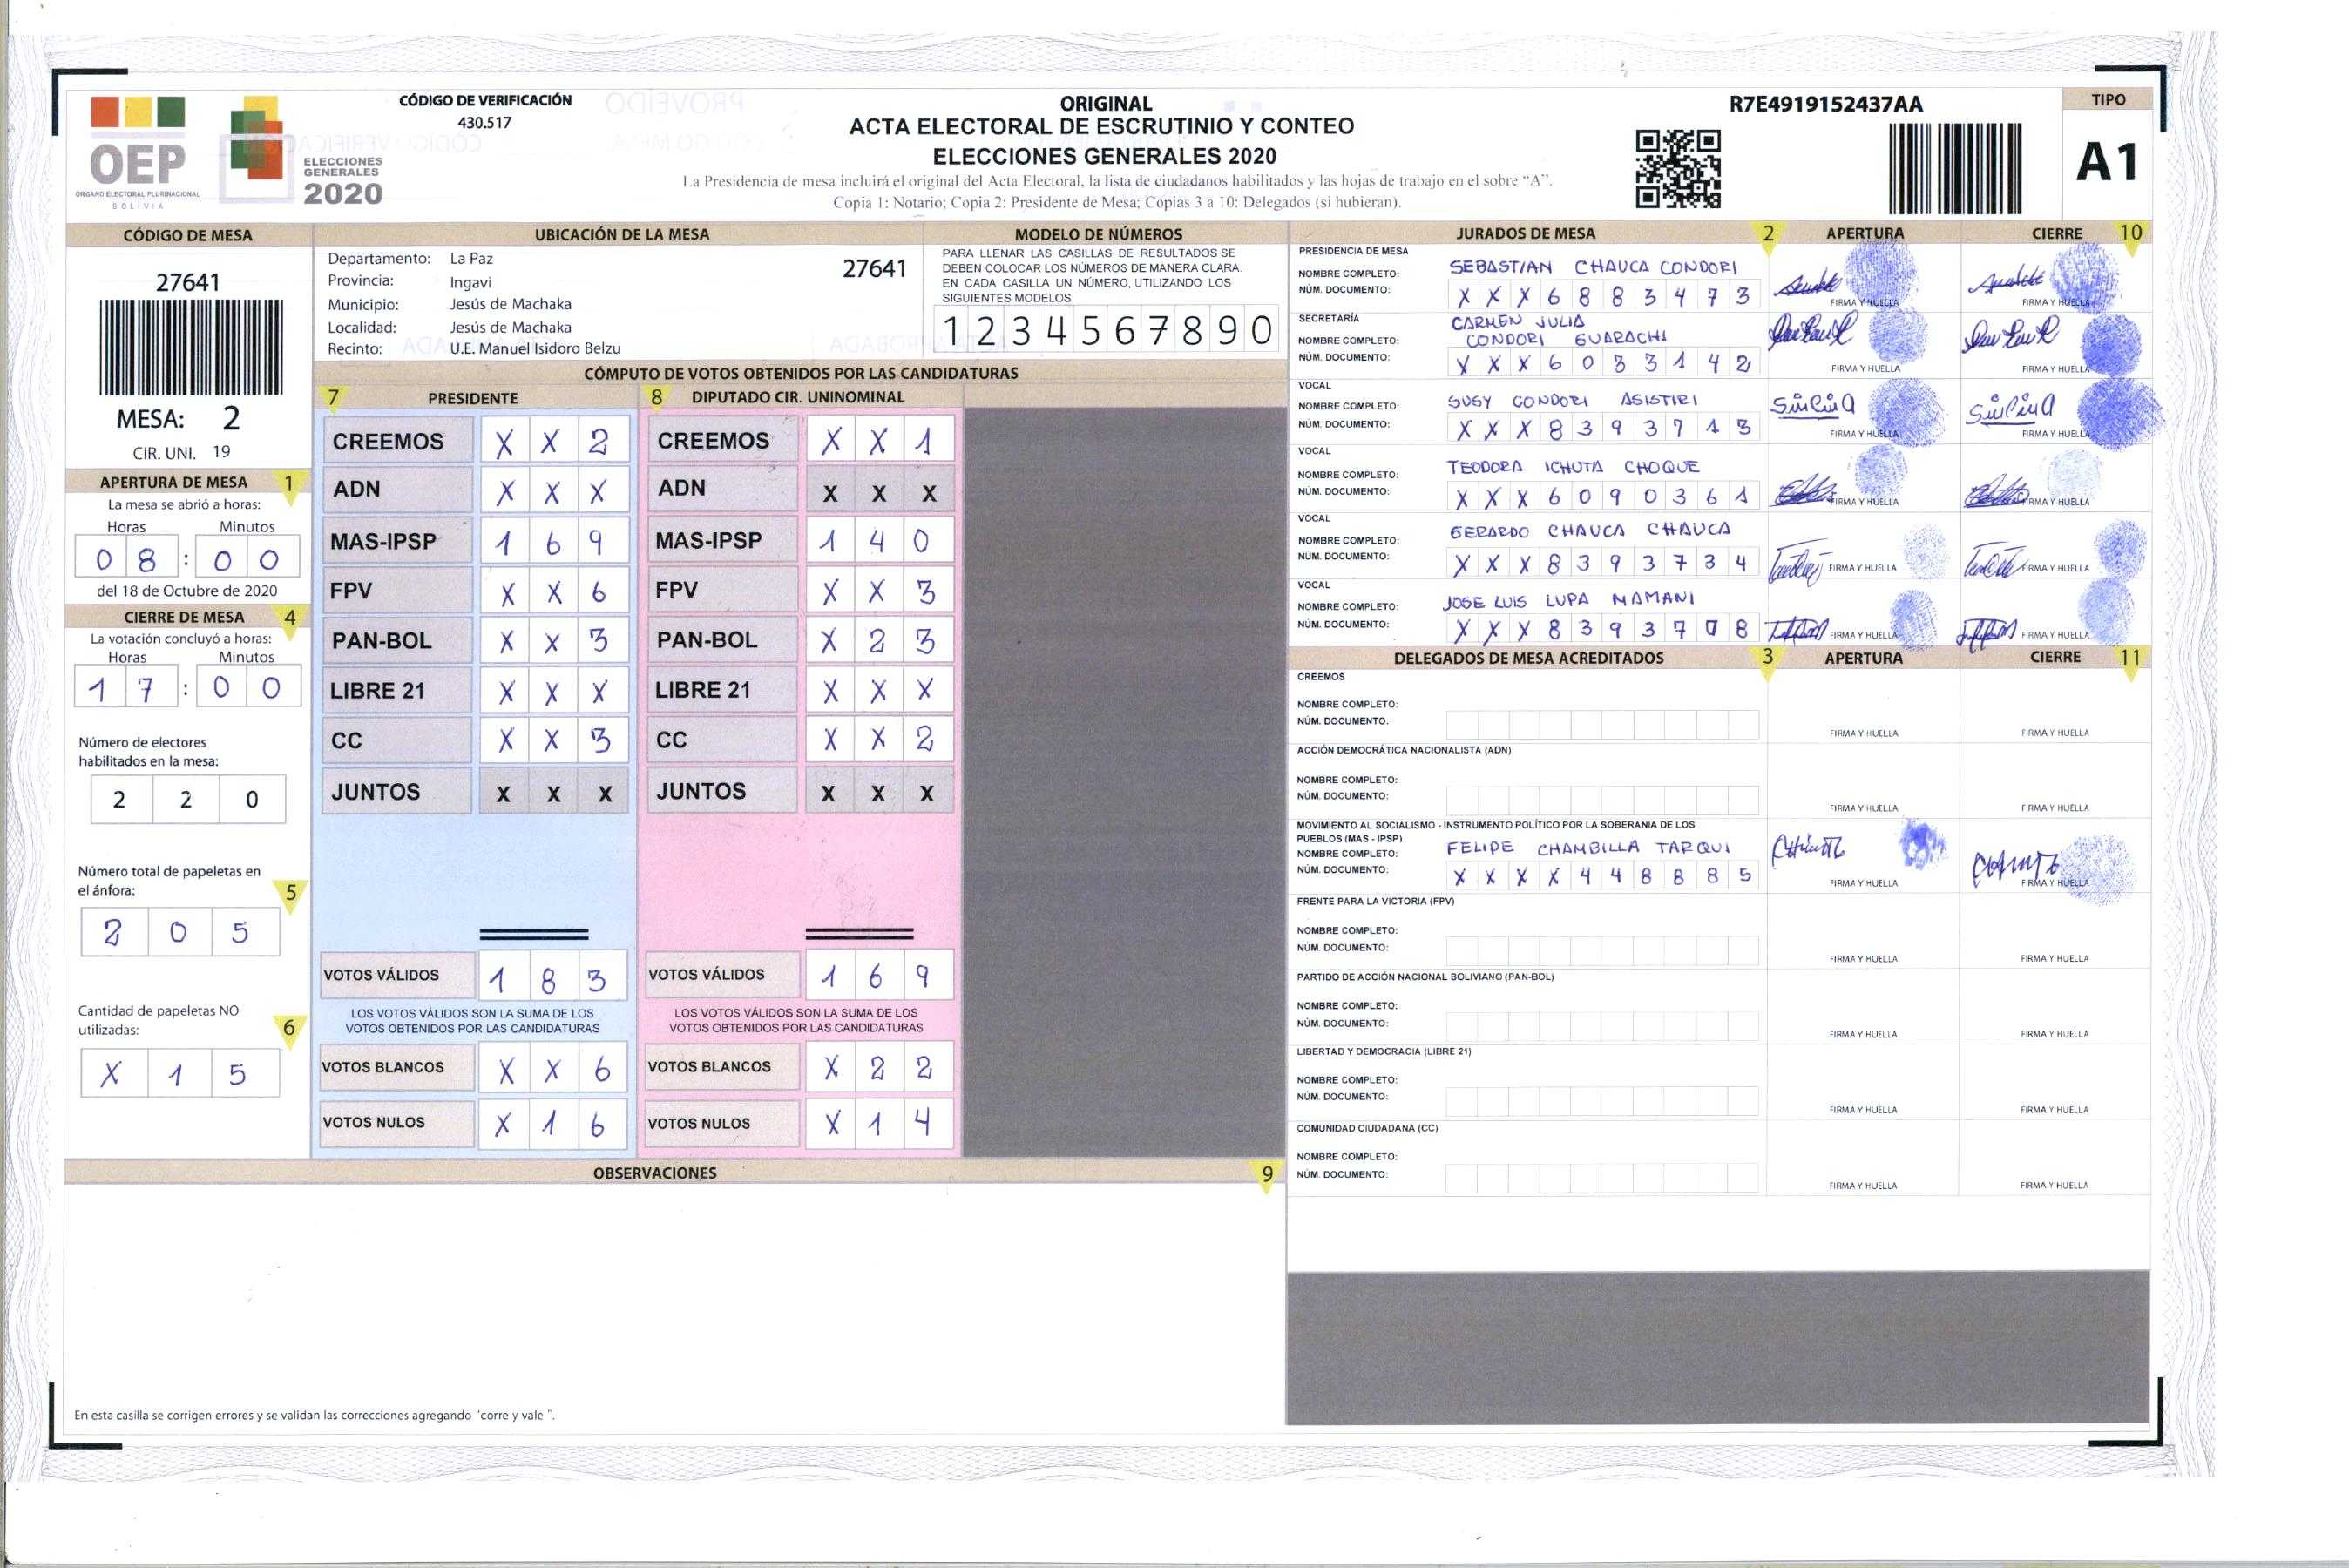 CÓDIGO DE VERIFICACIÓN
430.517
OEP
ÓRGANO ELECTORAL PLURINACIONAL
BOLIVIA
ELECCIONES
GENERALES
2020
ORIGINAL
ACTA ELECTORAL DE ESCRUTINIO Y CONTEO
ELECCIONES GENERALES 2020
La Presidencia de mesa incluirá el original del Acta Electoral, la lista de ciudadanos habilitados y las hojas de trabajo en el sobre “A”.
Copia 1: Notario; Copia 2: Presidente de Mesa; Copias 3 a 10: Delegados (si hubieran).
R7E4919152437AA
TIPO
A1
CÓDIGO DE MESA
27641
MESA: 2
CIR. UNI. 19
APERTURA DE MESA 1
La mesa se abrió a horas:
Horas Minutos
0 8 : 0 0
del 18 de Octubre de 2020
CIERRE DE MESA 4
La votación concluyó a horas:
Horas Minutos
1 7 : 0 0
Número de electores
habilitados en la mesa:
2 2 0
Número total de papeletas en
el ánfora: 5
2 0 5
Cantidad de papeletas NO
utilizadas: 6
X 1 5
UBICACIÓN DE LA MESA
Departamento: La Paz 27641
Provincia: Ingavi
Municipio: Jesús de Machaka
Localidad: Jesús de Machaka
Recinto: U.E. Manuel Isidoro Belzu
MODELO DE NÚMEROS
PARA LLENAR LAS CASILLAS DE RESULTADOS SE
DEBEN COLOCAR LOS NÚMEROS DE MANERA CLARA.
EN CADA CASILLA UN NÚMERO, UTILIZANDO LOS
SIGUIENTES MODELOS:
1 2 3 4 5 6 7 8 9 0
CÓMPUTO DE VOTOS OBTENIDOS POR LAS CANDIDATURAS
7 PRESIDENTE 8 DIPUTADO CIR. UNINOMINAL
CREEMOS X X 2 CREEMOS X X 1
ADN X X X ADN X X X
MAS-IPSP 1 6 9 MAS-IPSP 1 4 0
FPV X X 6 FPV X X 3
PAN-BOL X X 3 PAN-BOL X 2 3
LIBRE 21 X X X LIBRE 21 X X X
CC X X 3 CC X X 2
JUNTOS X X X JUNTOS X X X
VOTOS VÁLIDOS 1 8 3 VOTOS VÁLIDOS 1 6 9
LOS VOTOS VÁLIDOS SON LA SUMA DE LOS LOS VOTOS VÁLIDOS SON LA SUMA DE LOS
VOTOS OBTENIDOS POR LAS CANDIDATURAS VOTOS OBTENIDOS POR LAS CANDIDATURAS
VOTOS BLANCOS X X 6 VOTOS BLANCOS X 2 2
VOTOS NULOS X 1 6 VOTOS NULOS X 1 4
OBSERVACIONES 9
En esta casilla se corrigen errores y se validan las correcciones agregando "corre y vale ".
JURADOS DE MESA 2 APERTURA CIERRE 10
PRESIDENCIA DE MESA
NOMBRE COMPLETO: SEBASTIAN CHAUCA CONDORI
NÚM. DOCUMENTO: X X X 6 8 8 3 4 7 3 FIRMA Y HUELLA FIRMA Y HUELLA
SECRETARÍA CARMEN JULIA
NOMBRE COMPLETO: CONDORI GUARACHI
NÚM. DOCUMENTO: X X X 6 0 3 3 1 4 2 FIRMA Y HUELLA FIRMA Y HUELLA
VOCAL
NOMBRE COMPLETO: SUSY CONDORI ASISTIRI
NÚM. DOCUMENTO: X X X 8 3 9 3 7 1 3 FIRMA Y HUELLA FIRMA Y HUELLA
VOCAL
NOMBRE COMPLETO: TEODORA ICHUTA CHOQUE
NÚM. DOCUMENTO: X X X 6 0 9 0 3 6 1 FIRMA Y HUELLA FIRMA Y HUELLA
VOCAL
NOMBRE COMPLETO: GERARDO CHAUCA CHAUCA
NÚM. DOCUMENTO: X X X 8 3 9 3 7 3 4 FIRMA Y HUELLA FIRMA Y HUELLA
VOCAL
NOMBRE COMPLETO: JOSE LUIS LUPA MAMANI
NÚM. DOCUMENTO: X X X 8 3 9 3 7 0 8 FIRMA Y HUELLA FIRMA Y HUELLA
DELEGADOS DE MESA ACREDITADOS 3 APERTURA CIERRE 11
CREEMOS
NOMBRE COMPLETO:
NÚM. DOCUMENTO: FIRMA Y HUELLA FIRMA Y HUELLA
ACCIÓN DEMOCRÁTICA NACIONALISTA (ADN)
NOMBRE COMPLETO:
NÚM. DOCUMENTO: FIRMA Y HUELLA FIRMA Y HUELLA
MOVIMIENTO AL SOCIALISMO - INSTRUMENTO POLÍTICO POR LA SOBERANIA DE LOS
PUEBLOS (MAS - IPSP)
NOMBRE COMPLETO: FELIPE CHAMBILLA TARQUI
NÚM. DOCUMENTO: X X X X 4 4 8 8 8 5 FIRMA Y HUELLA FIRMA Y HUELLA
FRENTE PARA LA VICTORIA (FPV)
NOMBRE COMPLETO:
NÚM. DOCUMENTO: FIRMA Y HUELLA FIRMA Y HUELLA
PARTIDO DE ACCIÓN NACIONAL BOLIVIANO (PAN-BOL)
NOMBRE COMPLETO:
NÚM. DOCUMENTO: FIRMA Y HUELLA FIRMA Y HUELLA
LIBERTAD Y DEMOCRACIA (LIBRE 21)
NOMBRE COMPLETO:
NÚM. DOCUMENTO: FIRMA Y HUELLA FIRMA Y HUELLA
COMUNIDAD CIUDADANA (CC)
NOMBRE COMPLETO:
NÚM. DOCUMENTO: FIRMA Y HUELLA FIRMA Y HUELLA